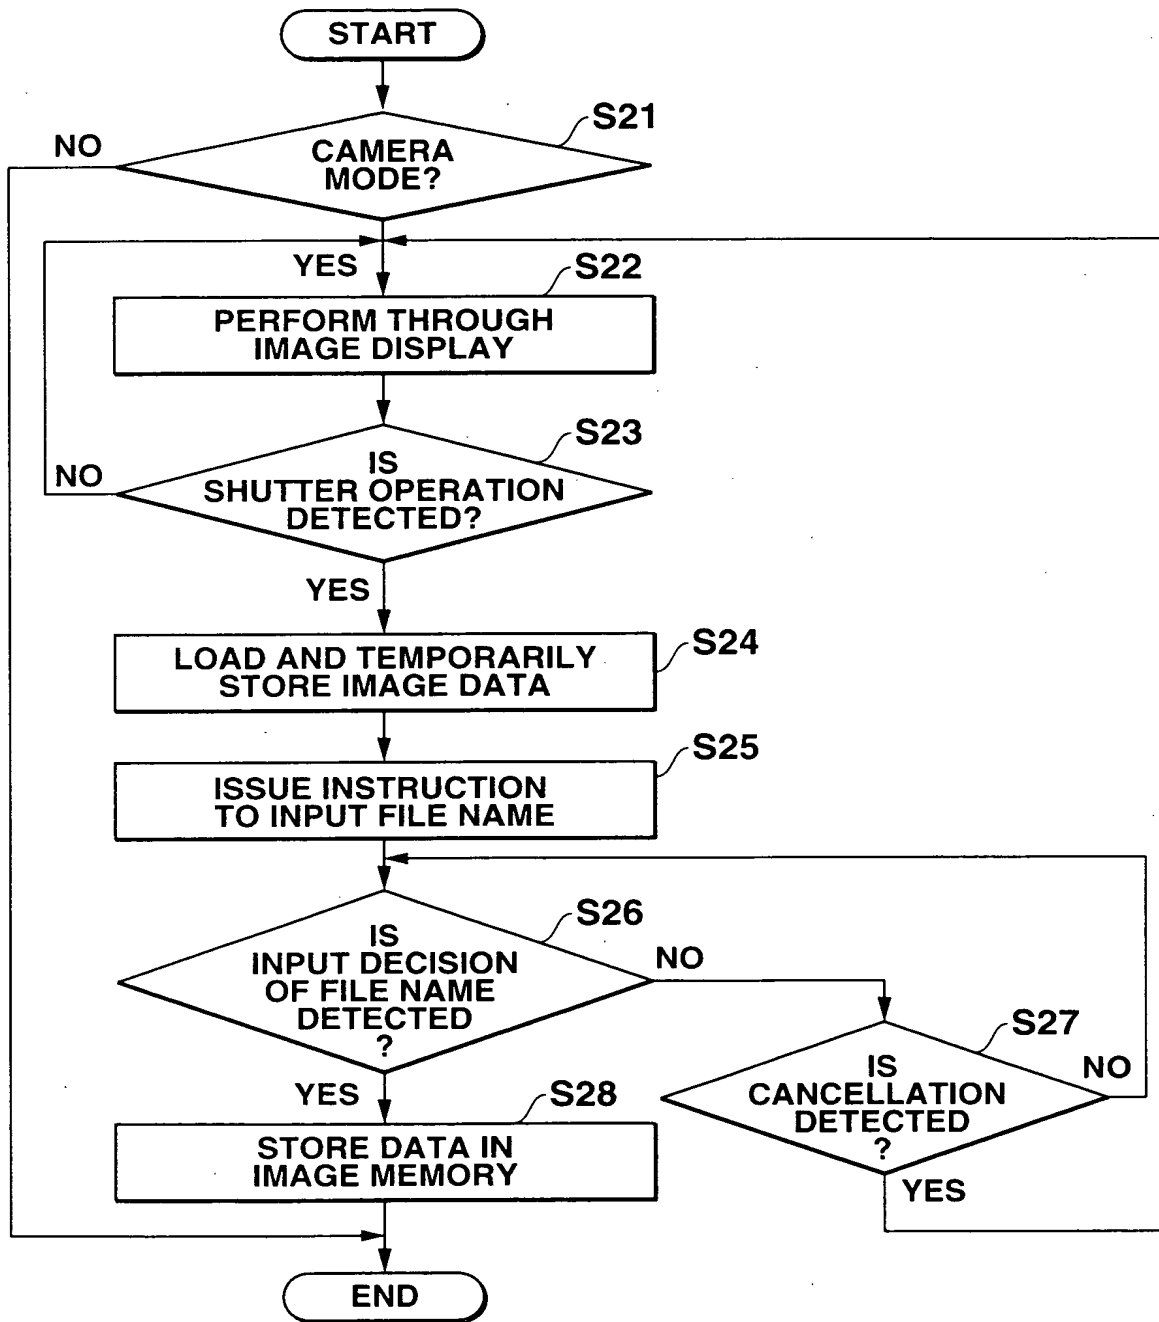 START
S21
NO
CAMERA
MODE?
YES
S22
PERFORM THROUGH
IMAGE DISPLAY
S23
NO
IS
SHUTTER OPERATION
DETECTED?
YES
S24
LOAD AND TEMPORARILY
STORE IMAGE DATA
S25
ISSUE INSTRUCTION
TO INPUT FILE NAME
S26
IS
INPUT DECISION
OF FILE NAME
DETECTED
?
NO
S27
IS
CANCELLATION
DETECTED
?
NO
YES
YES
S28
STORE DATA IN
IMAGE MEMORY
END